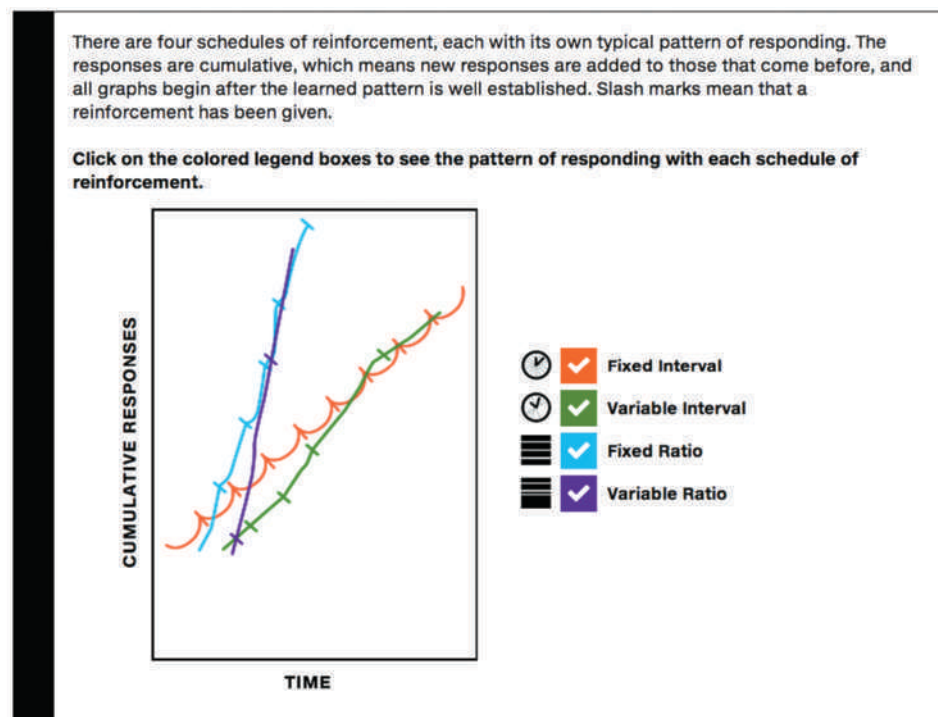 There are four schedules of reinforcement, each with its own typical pattern of responding. The
responses are cumulative, which means new responses are added to those that come before, and
all graphs begin after the learned pattern is well established. Slash marks mean that a
reinforcement has been given.
Click on the colored legend boxes to see the pattern of responding with each schedule of
reinforcement.
CUMULATIVE RESPONSES
TIME
Fixed Interval
Variable Interval
Fixed Ratio
Variable Ratio